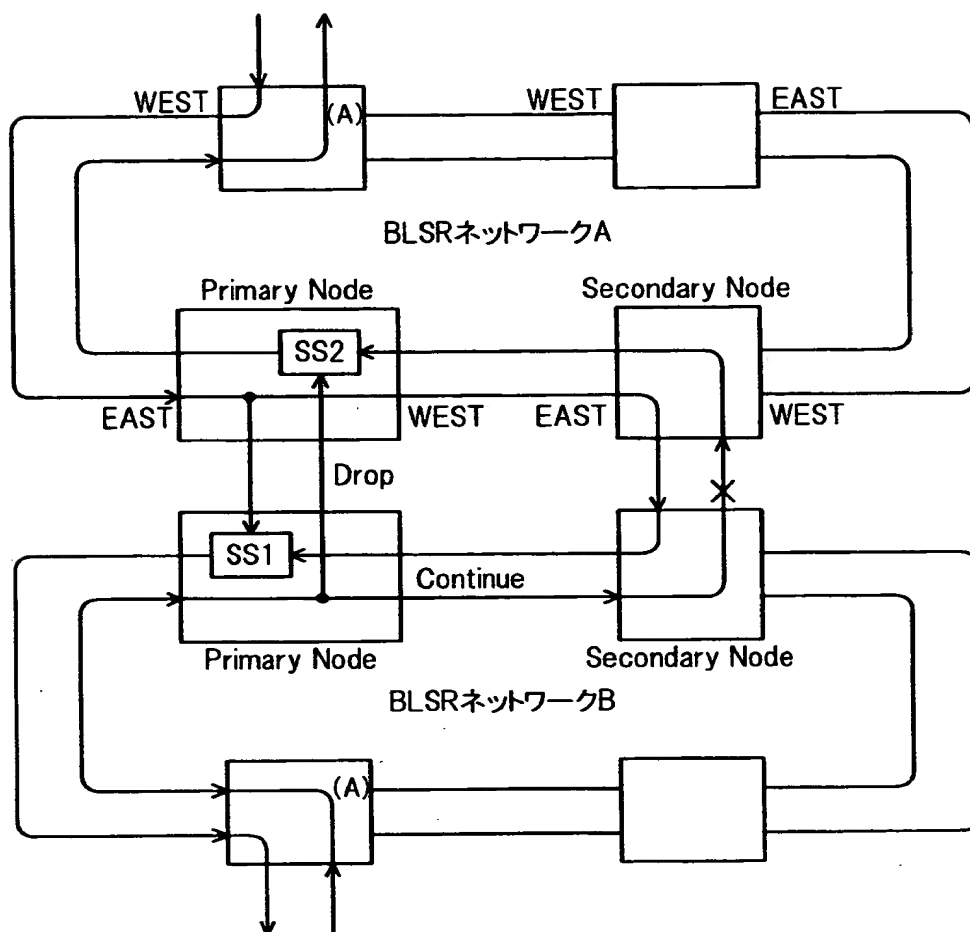 WEST
(A)
WEST
EAST
BLSRネットワークA
Primary Node
Secondary Node
SS2
EAST
WEST
EAST
WEST
Drop
SS1
Continue
Primary Node
Secondary Node
BLSRネットワークB
(A)